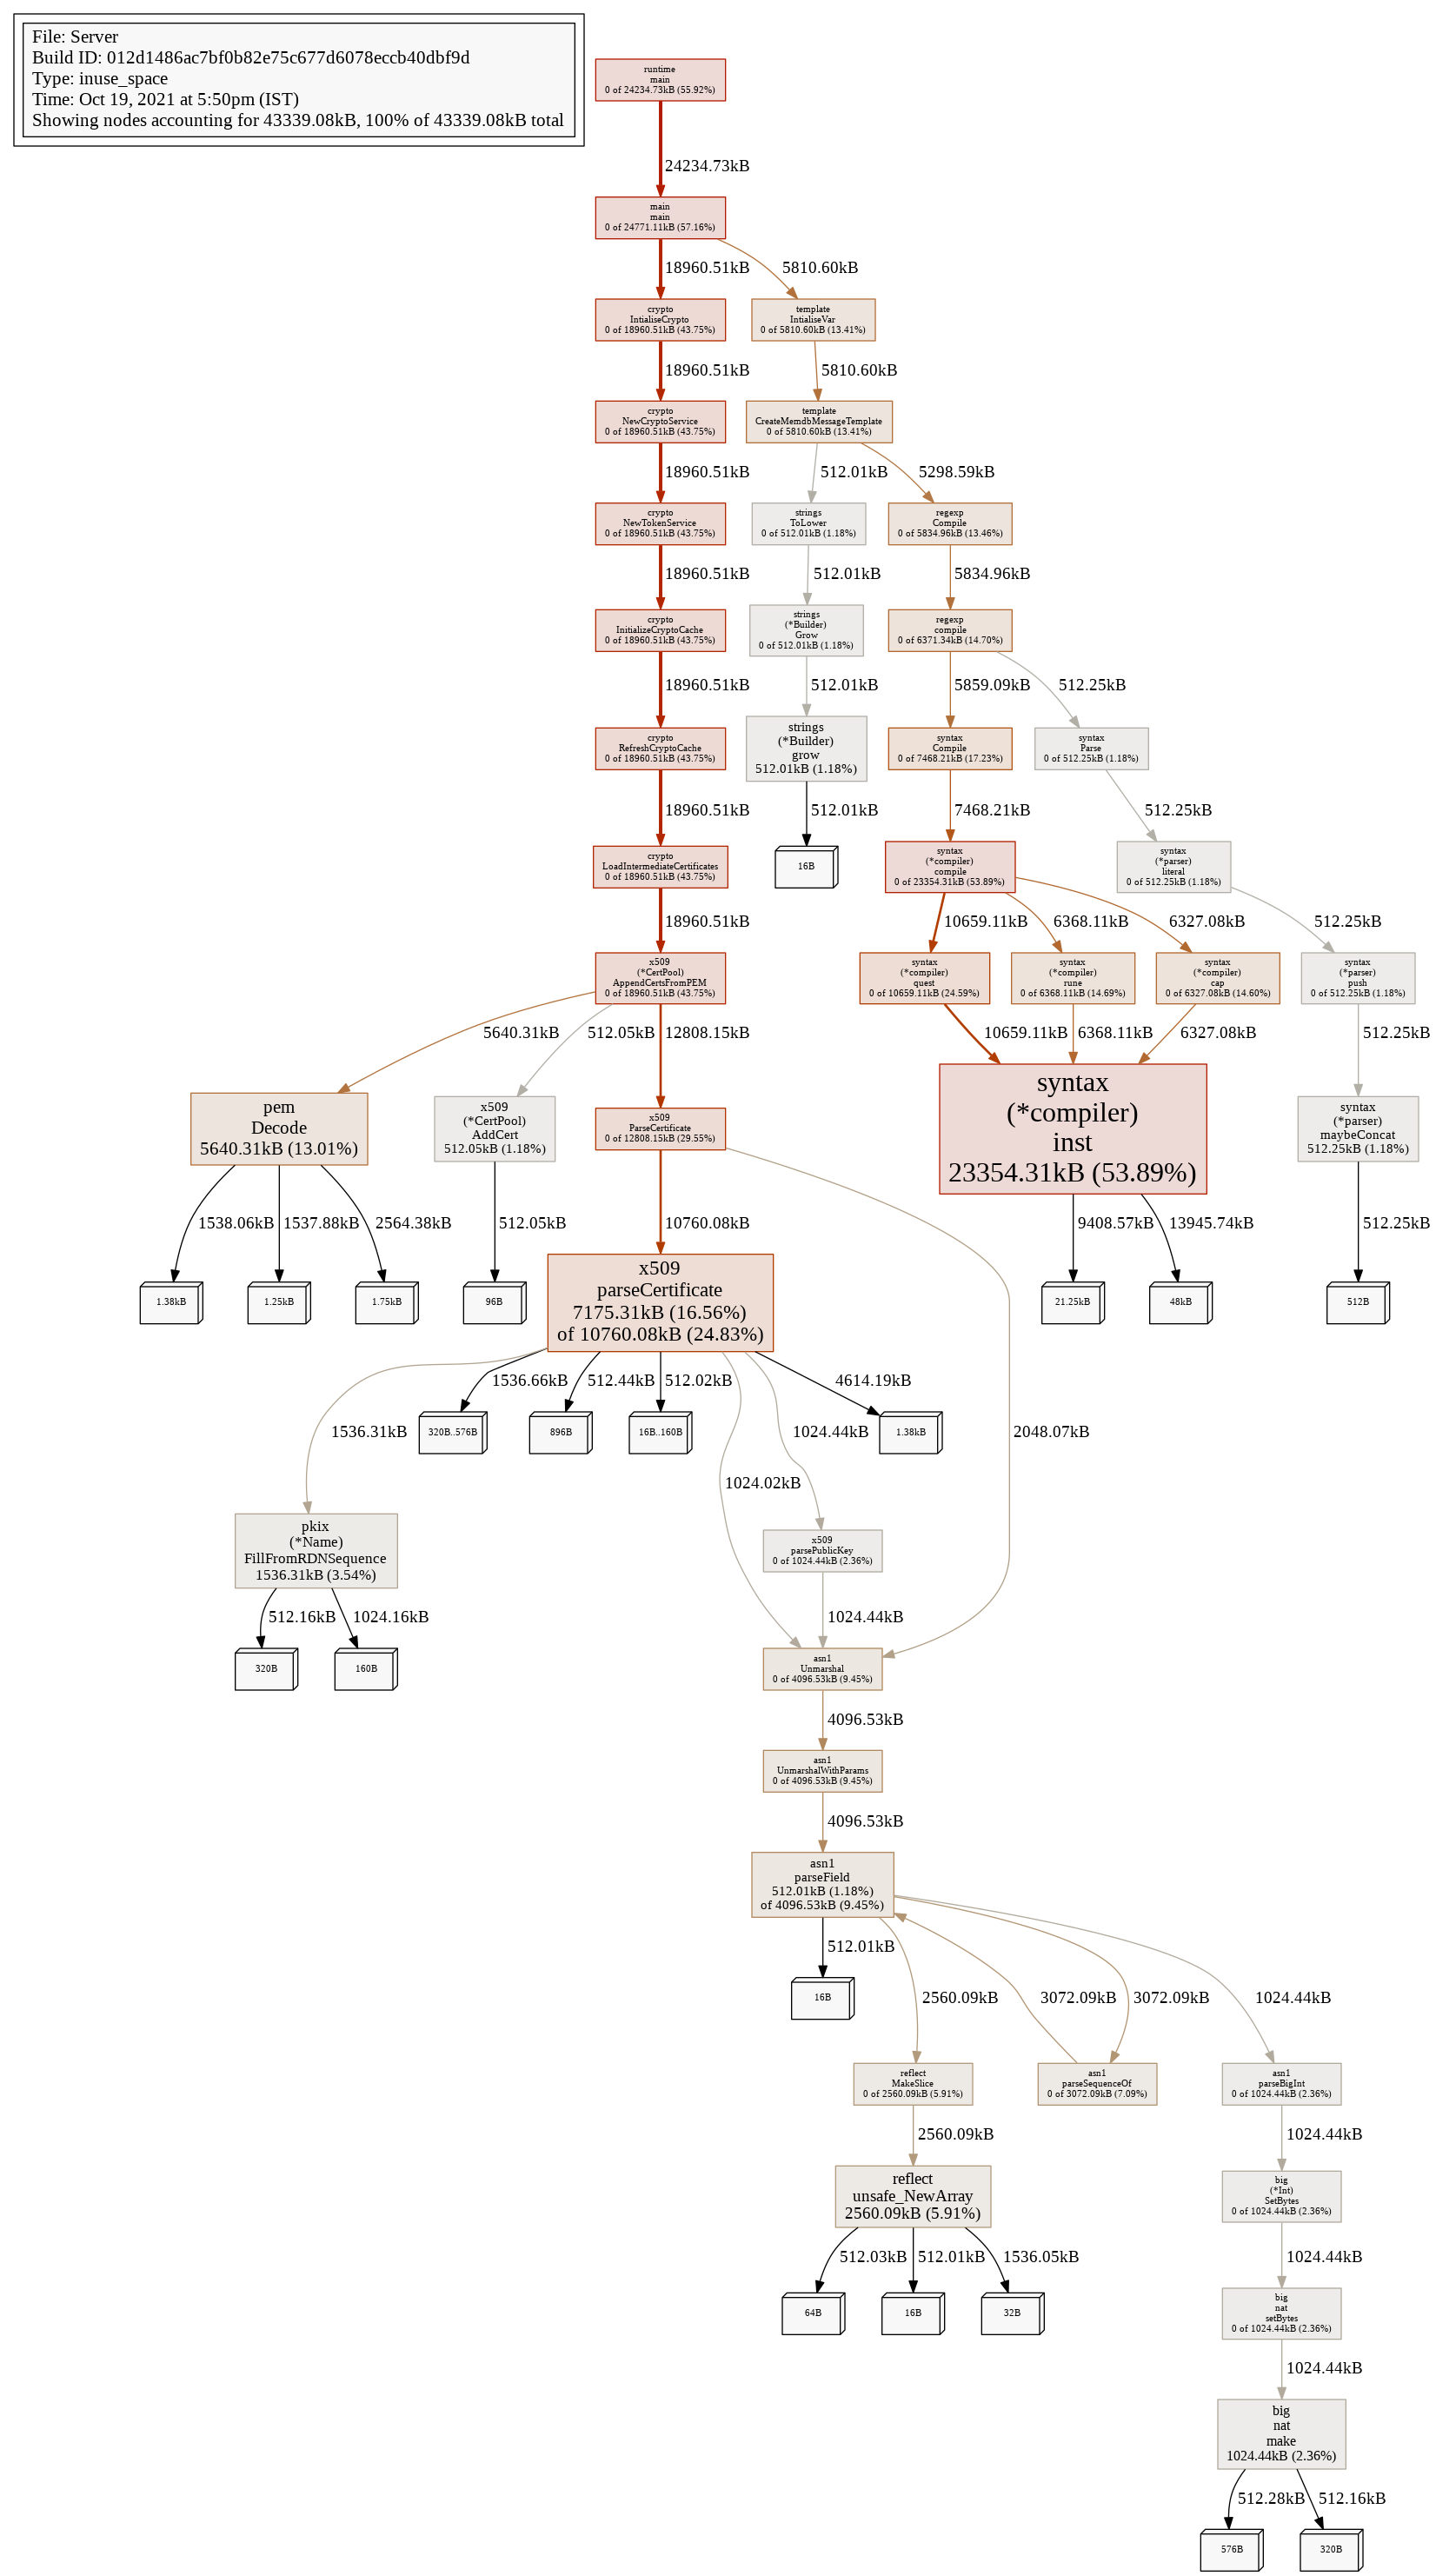 File: Server
Build ID: 012d1486ac7bf0b82e75c677d6078eccb40dbf9d
Type: inuse_space
Time: Oct 19, 2021 at 5:50pm (IST)
Showing nodes accounting for 43339.08kB, 100% of 43339.08kB total
runtime
main
0 of 24234.73kB (55.92%)
24234.73kB
main
main
0 of 24771.11kB (57.16%)
18960.51kB
5810.60kB
crypto
IntialiseCrypto
0 of 18960.51kB (43.75%)
template
IntialiseVar
0 of 5810.60kB (13.41%)
18960.51kB
5810.60kB
crypto
NewCryptoService
0 of 18960.51kB (43.75%)
template
CreateMemdbMessageTemplate
0 of 5810.60kB (13.41%)
18960.51kB
512.01kB
5298.59kB
crypto
NewTokenService
0 of 18960.51kB (43.75%)
strings
ToLower
0 of 512.01kB (1.18%)
regexp
Compile
0 of 5834.96kB (13.46%)
18960.51kB
512.01kB
5834.96kB
crypto
InitializeCryptoCache
0 of 18960.51kB (43.75%)
strings
(*Builder)
Grow
0 of 512.01kB (1.18%)
regexp
compile
0 of 6371.34kB (14.70%)
18960.51kB
512.01kB
5859.09kB
512.25kB
crypto
RefreshCryptoCache
0 of 18960.51kB (43.75%)
strings
(*Builder)
grow
512.01kB (1.18%)
syntax
Compile
0 of 7468.21kB (17.23%)
syntax
Parse
0 of 512.25kB (1.18%)
18960.51kB
512.01kB
7468.21kB
512.25kB
crypto
LoadIntermediateCertificates
0 of 18960.51kB (43.75%)
16B
syntax
(*compiler)
compile
0 of 23354.31kB (53.89%)
syntax
(*parser)
literal
0 of 512.25kB (1.18%)
18960.51kB
10659.11kB
6368.11kB
6327.08kB
512.25kB
x509
(*CertPool)
AppendCertsFromPEM
0 of 18960.51kB (43.75%)
syntax
(*compiler)
quest
0 of 10659.11kB (24.59%)
syntax
(*compiler)
rune
0 of 6368.11kB (14.69%)
syntax
(*compiler)
cap
0 of 6327.08kB (14.60%)
syntax
(*parser)
push
0 of 512.25kB (1.18%)
5640.31kB
512.05kB
12808.15kB
10659.11kB
6368.11kB
6327.08kB
512.25kB
pem
Decode
5640.31kB (13.01%)
x509
(*CertPool)
AddCert
512.05kB (1.18%)
x509
ParseCertificate
0 of 12808.15kB (29.55%)
syntax
(*compiler)
inst
23354.31kB (53.89%)
syntax
(*parser)
maybeConcat
512.25kB (1.18%)
1538.06kB
1537.88kB
2564.38kB
512.05kB
10760.08kB
9408.57kB
13945.74kB
512.25kB
1.38kB
1.25kB
1.75kB
96B
x509
parseCertificate
7175.31kB (16.56%)
of 10760.08kB (24.83%)
21.25kB
48kB
512B
1536.31kB
1536.66kB
512.44kB
512.02kB
1024.02kB
1024.44kB
4614.19kB
2048.07kB
320B..576B
896B
16B..160B
1.38kB
pkix
(*Name)
FillFromRDNSequence
1536.31kB (3.54%)
x509
parsePublicKey
0 of 1024.44kB (2.36%)
512.16kB
1024.16kB
1024.44kB
320B
160B
asn1
Unmarshal
0 of 4096.53kB (9.45%)
4096.53kB
asn1
UnmarshalWithParams
0 of 4096.53kB (9.45%)
4096.53kB
asn1
parseField
512.01kB (1.18%)
of 4096.53kB (9.45%)
512.01kB
2560.09kB
3072.09kB
3072.09kB
1024.44kB
16B
reflect
MakeSlice
0 of 2560.09kB (5.91%)
asn1
parseSequenceOf
0 of 3072.09kB (7.09%)
asn1
parseBigInt
0 of 1024.44kB (2.36%)
2560.09kB
1024.44kB
reflect
unsafe_NewArray
2560.09kB (5.91%)
big
(*Int)
SetBytes
0 of 1024.44kB (2.36%)
512.03kB
512.01kB
1536.05kB
1024.44kB
64B
16B
32B
big
nat
setBytes
0 of 1024.44kB (2.36%)
1024.44kB
big
nat
make
1024.44kB (2.36%)
512.28kB
512.16kB
576B
320B